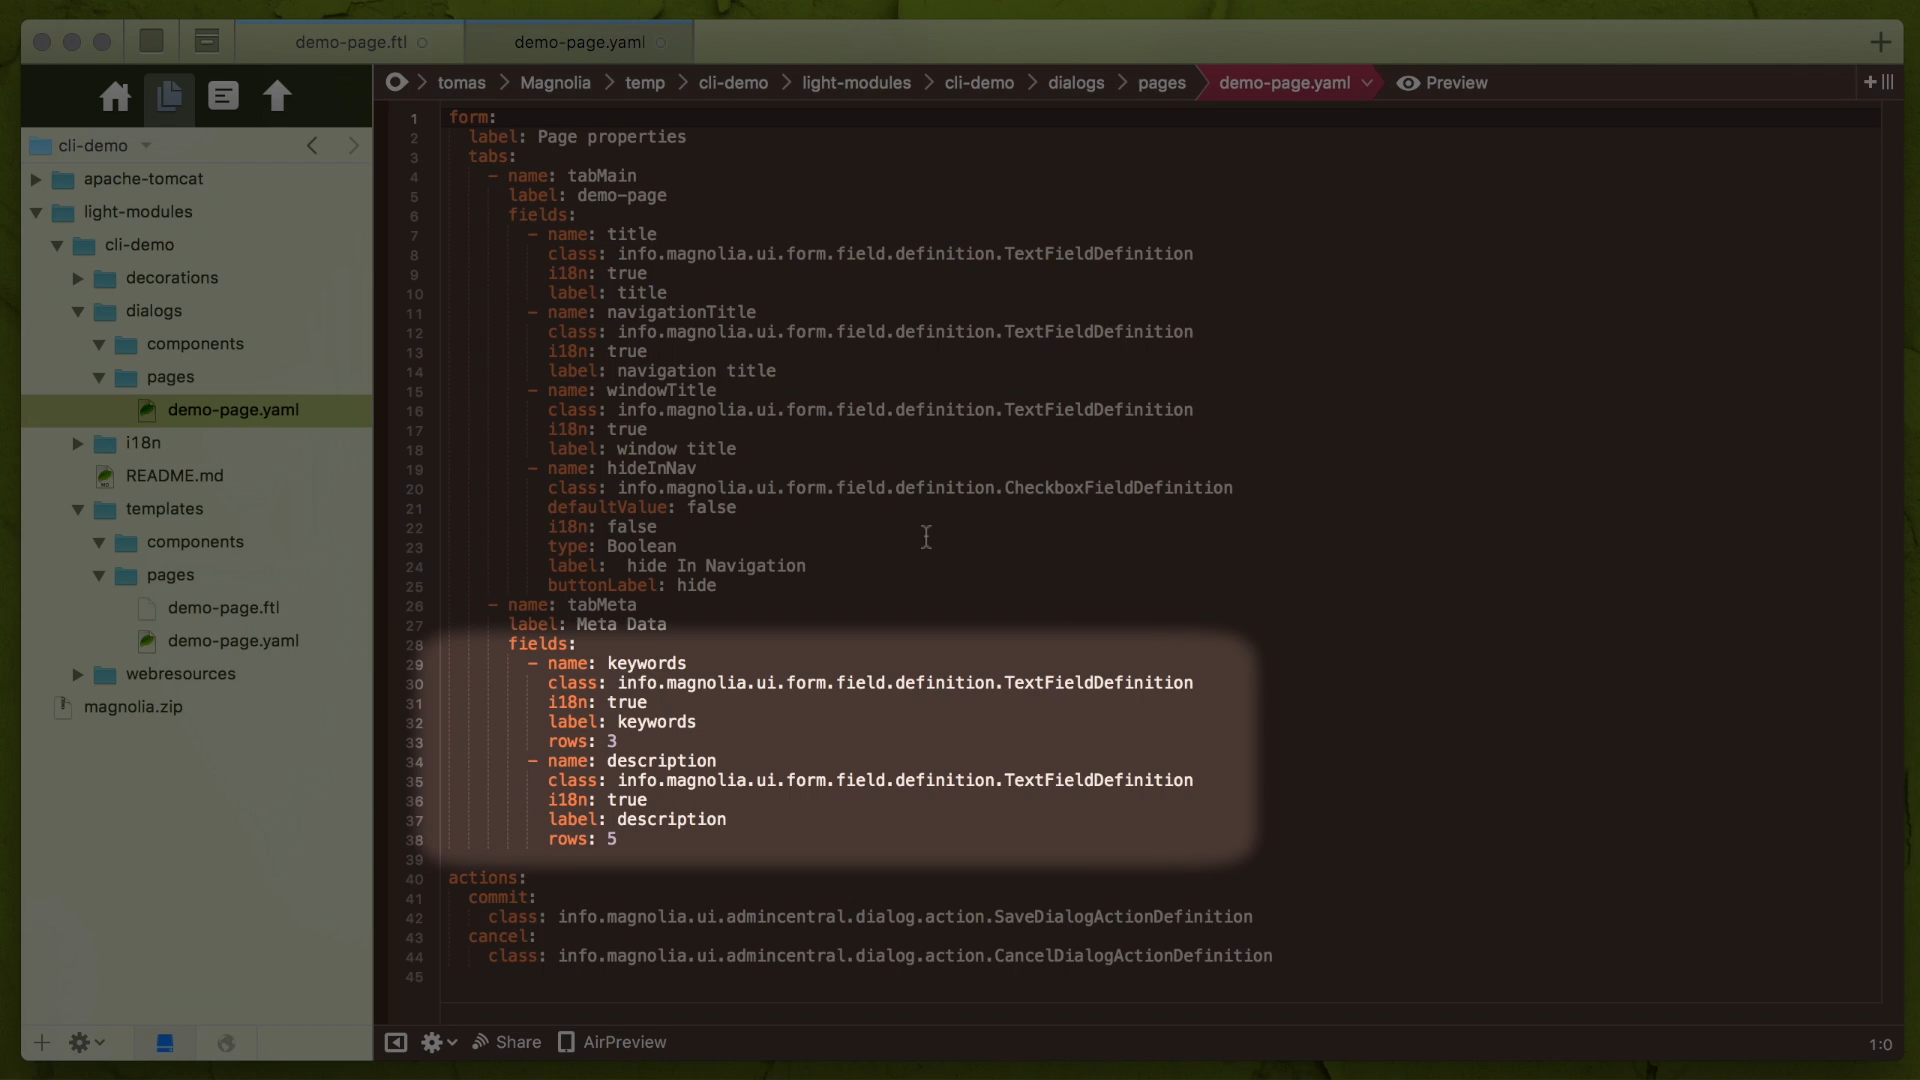 demo-page.ftl
demo-page.yaml
tomas
Magnolia
temp
cli-demo
light-modules
cli-demo
dialogs
pages
demo-page.yaml
Preview
cli-demo
apache-tomcat
light-modules
cli-demo
decorations
dialogs
components
pages
demo-page.yaml
i18n
README.md
templates
components
pages
demo-page.ftl
demo-page.yaml
webresources
magnolia.zip
1 form:
2 label: Page properties
3 tabs:
4 - name: tabMain
5 label: demo-page
6 fields:
7 - name: title
8 class: info.magnolia.ui.form.field.definition.TextFieldDefinition
9 i18n: true
10 label: title
11 - name: navigationTitle
12 class: info.magnolia.ui.form.field.definition.TextFieldDefinition
13 i18n: true
14 label: navigation title
15 - name: windowTitle
16 class: info.magnolia.ui.form.field.definition.TextFieldDefinition
17 i18n: true
18 label: window title
19 - name: hideInNav
20 class: info.magnolia.ui.form.field.definition.CheckboxFieldDefinition
21 defaultValue: false
22 i18n: false
23 type: Boolean
24 label:  hide In Navigation
25 buttonLabel: hide
26 - name: tabMeta
27 label: Meta Data
28 fields:
29 - name: keywords
30 class: info.magnolia.ui.form.field.definition.TextFieldDefinition
31 i18n: true
32 label: keywords
33 rows: 3
34 - name: description
35 class: info.magnolia.ui.form.field.definition.TextFieldDefinition
36 i18n: true
37 label: description
38 rows: 5
39
40 actions:
41 commit:
42 class: info.magnolia.ui.admincentral.dialog.action.SaveDialogActionDefinition
43 cancel:
44 class: info.magnolia.ui.admincentral.dialog.action.CancelDialogActionDefinition
45
Share
AirPreview
1:0